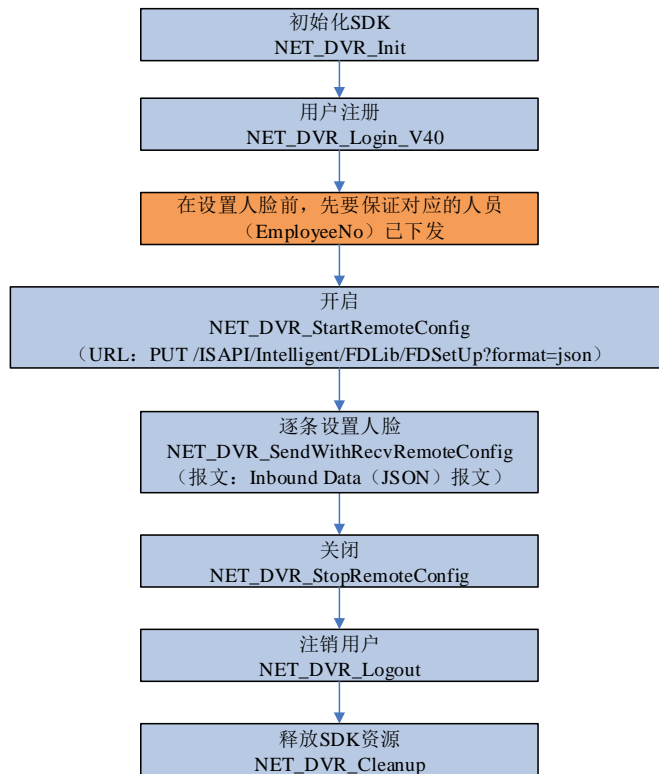 初始化SDK
NET_DVR_Init
用户注册
NET_DVR_Login_V40
在设置人脸前，先要保证对应的人员
（EmployeeNo）已下发
开启
NET_DVR_StartRemoteConfig
（URL：PUT /ISAPI/Intelligent/FDLib/FDSetUp?format=json）
逐条设置人脸
NET_DVR_SendWithRecvRemoteConfig
（报文：Inbound Data（JSON）报文）
关闭
NET_DVR_StopRemoteConfig
注销用户
NET_DVR_Logout
释放SDK资源
NET_DVR_Cleanup